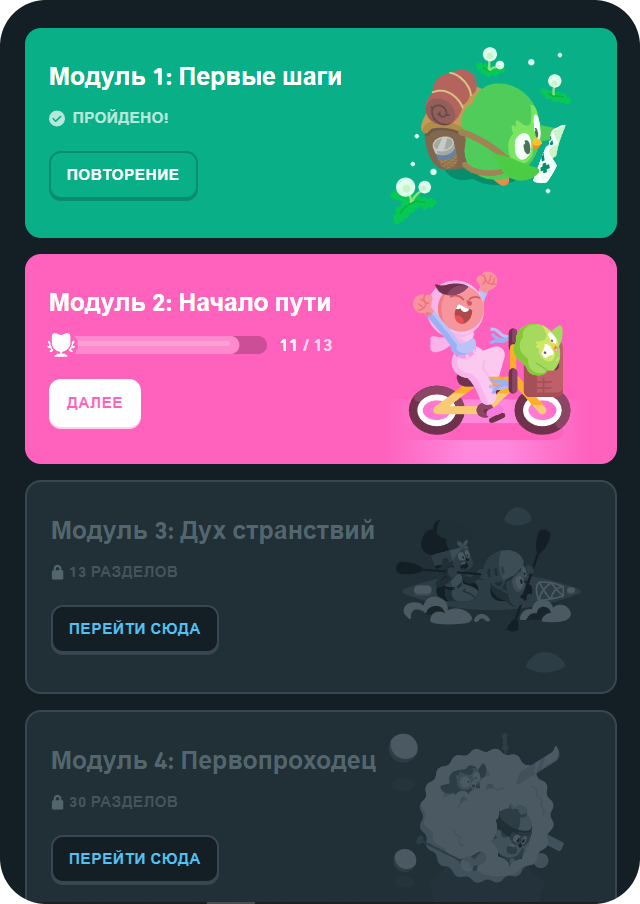 Модуль 1: Первые шаги
ПРОЙДЕНО!
ПОВТОРЕНИЕ
Модуль 2: Начало пути
11 / 13
ДАЛЕЕ
Модуль 3: Дух странствий
13 РАЗДЕЛОВ
ПЕРЕЙТИ СЮДА
Модуль 4: Первопроходец
30 РАЗДЕЛОВ
ПЕРЕЙТИ СЮДА